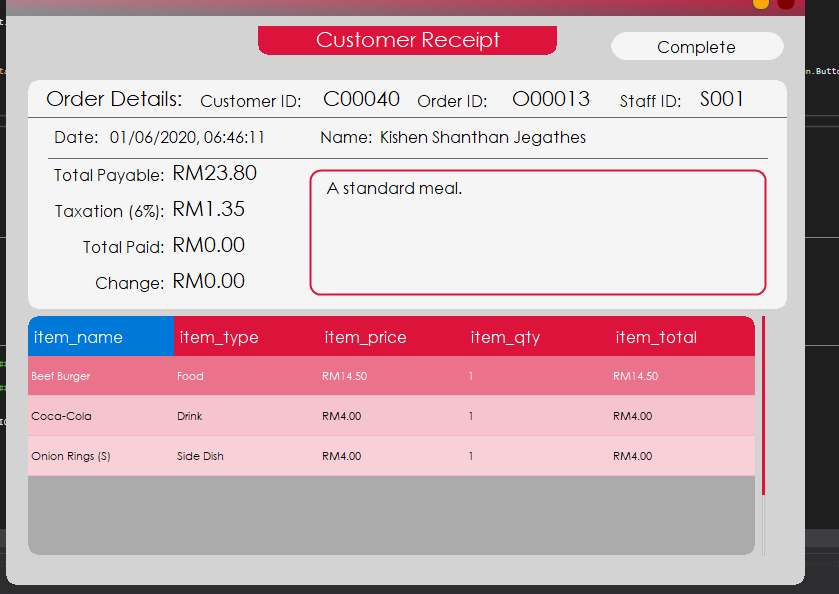 Customer Receipt
Complete
Order Details: Customer ID: C00040 Order ID: O00013 Staff ID: S001
Date: 01/06/2020, 06:46:11 Name: Kishen Shanthan Jegathes
Total Payable: RM23.80
A standard meal.
Taxation (6%): RM1.35
Total Paid: RM0.00
Change: RM0.00
item_name item_type item_price item_qty item_total
Beef Burger Food RM14.50 1 RM14.50
Coca-Cola Drink RM4.00 1 RM4.00
Onion Rings (S) Side Dish RM4.00 1 RM4.00